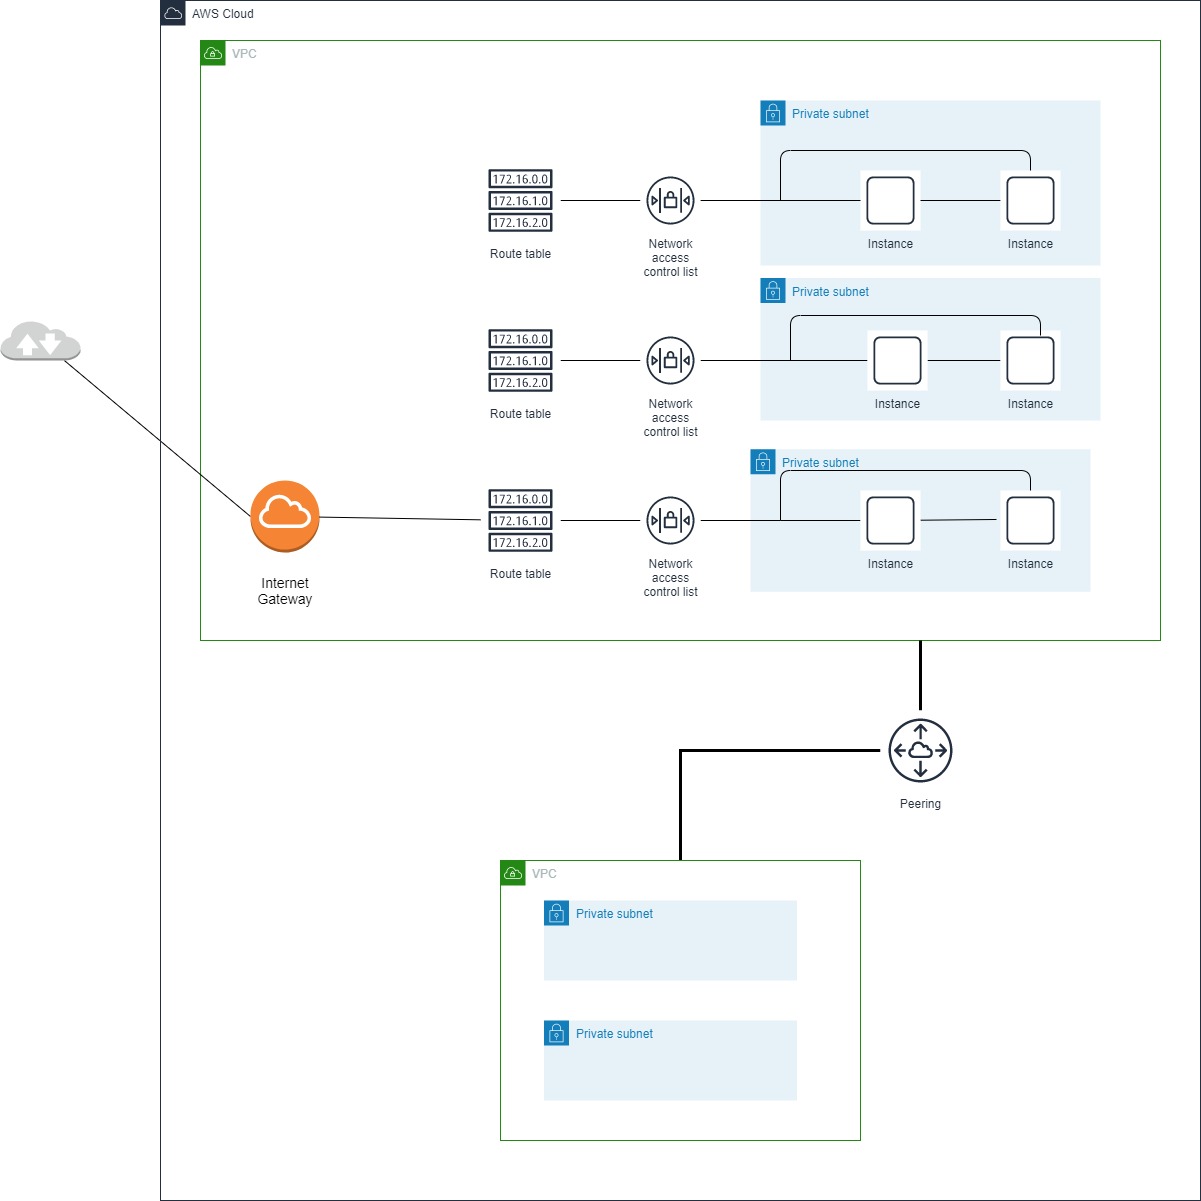 AWS Cloud
VPC
Private subnet
172.16.0.0
172.16.1.0
172.16.2.0
Route table
Network
access
control list
Instance
Instance
Private subnet
172.16.0.0
172.16.1.0
172.16.2.0
Route table
Network
access
control list
Instance
Instance
Private subnet
172.16.0.0
172.16.1.0
172.16.2.0
Route table
Network
access
control list
Instance
Instance
Internet
Gateway
Peering
VPC
Private subnet
Private subnet